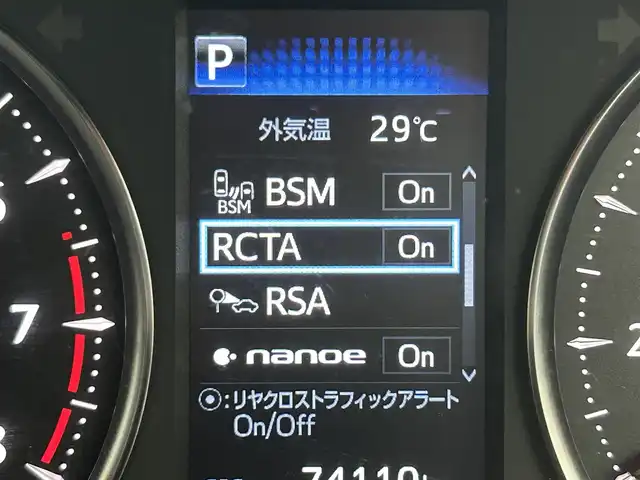 P
外気温 29℃
BSM BSM On
RCTA On
RSA
nanoe On
:リヤクロストラフィックアラート
On/Off
7